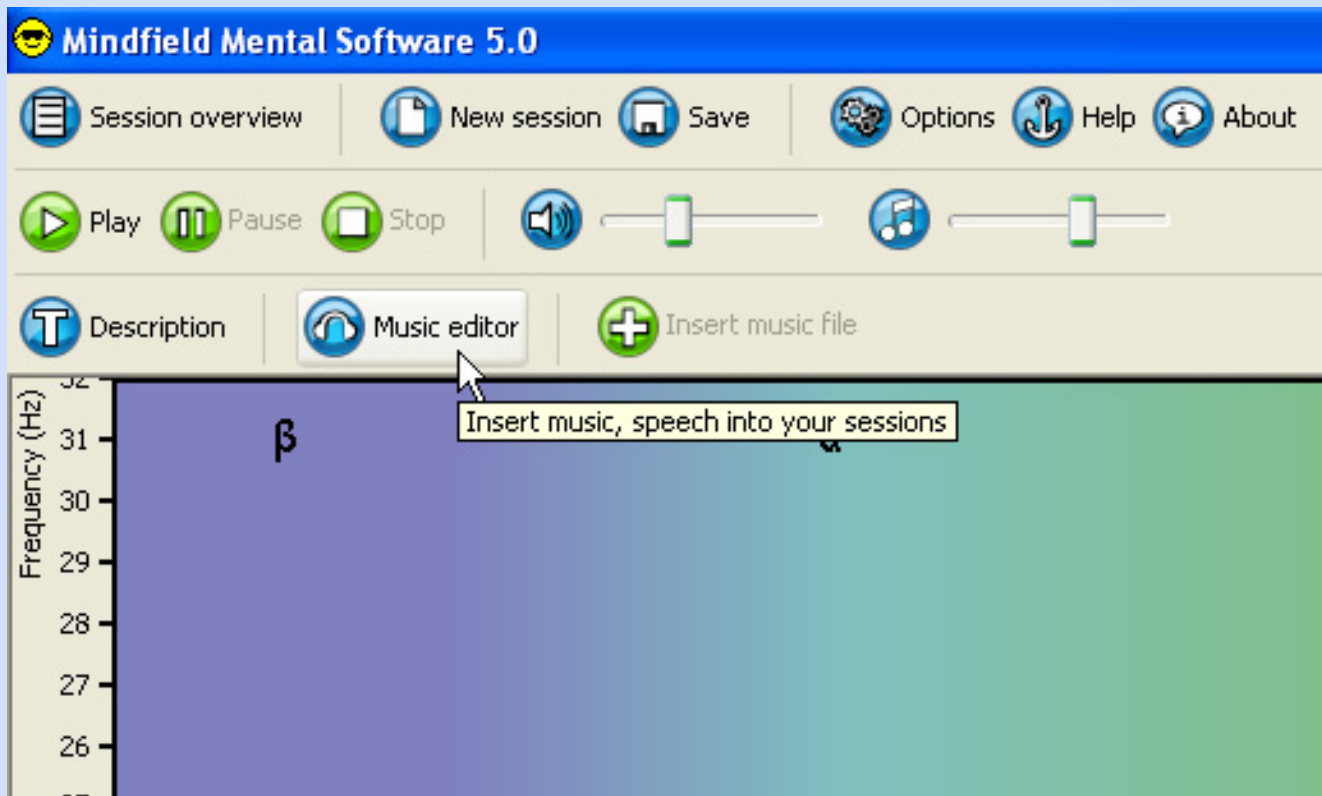 Mindfield Mental Software 5.0
Session overview New session Save Options Help About
Play Pause Stop
T Description Music editor Insert music file
Insert music, speech into your sessions
Frequency (Hz)
32
31
β
α
30
29
28
27
26